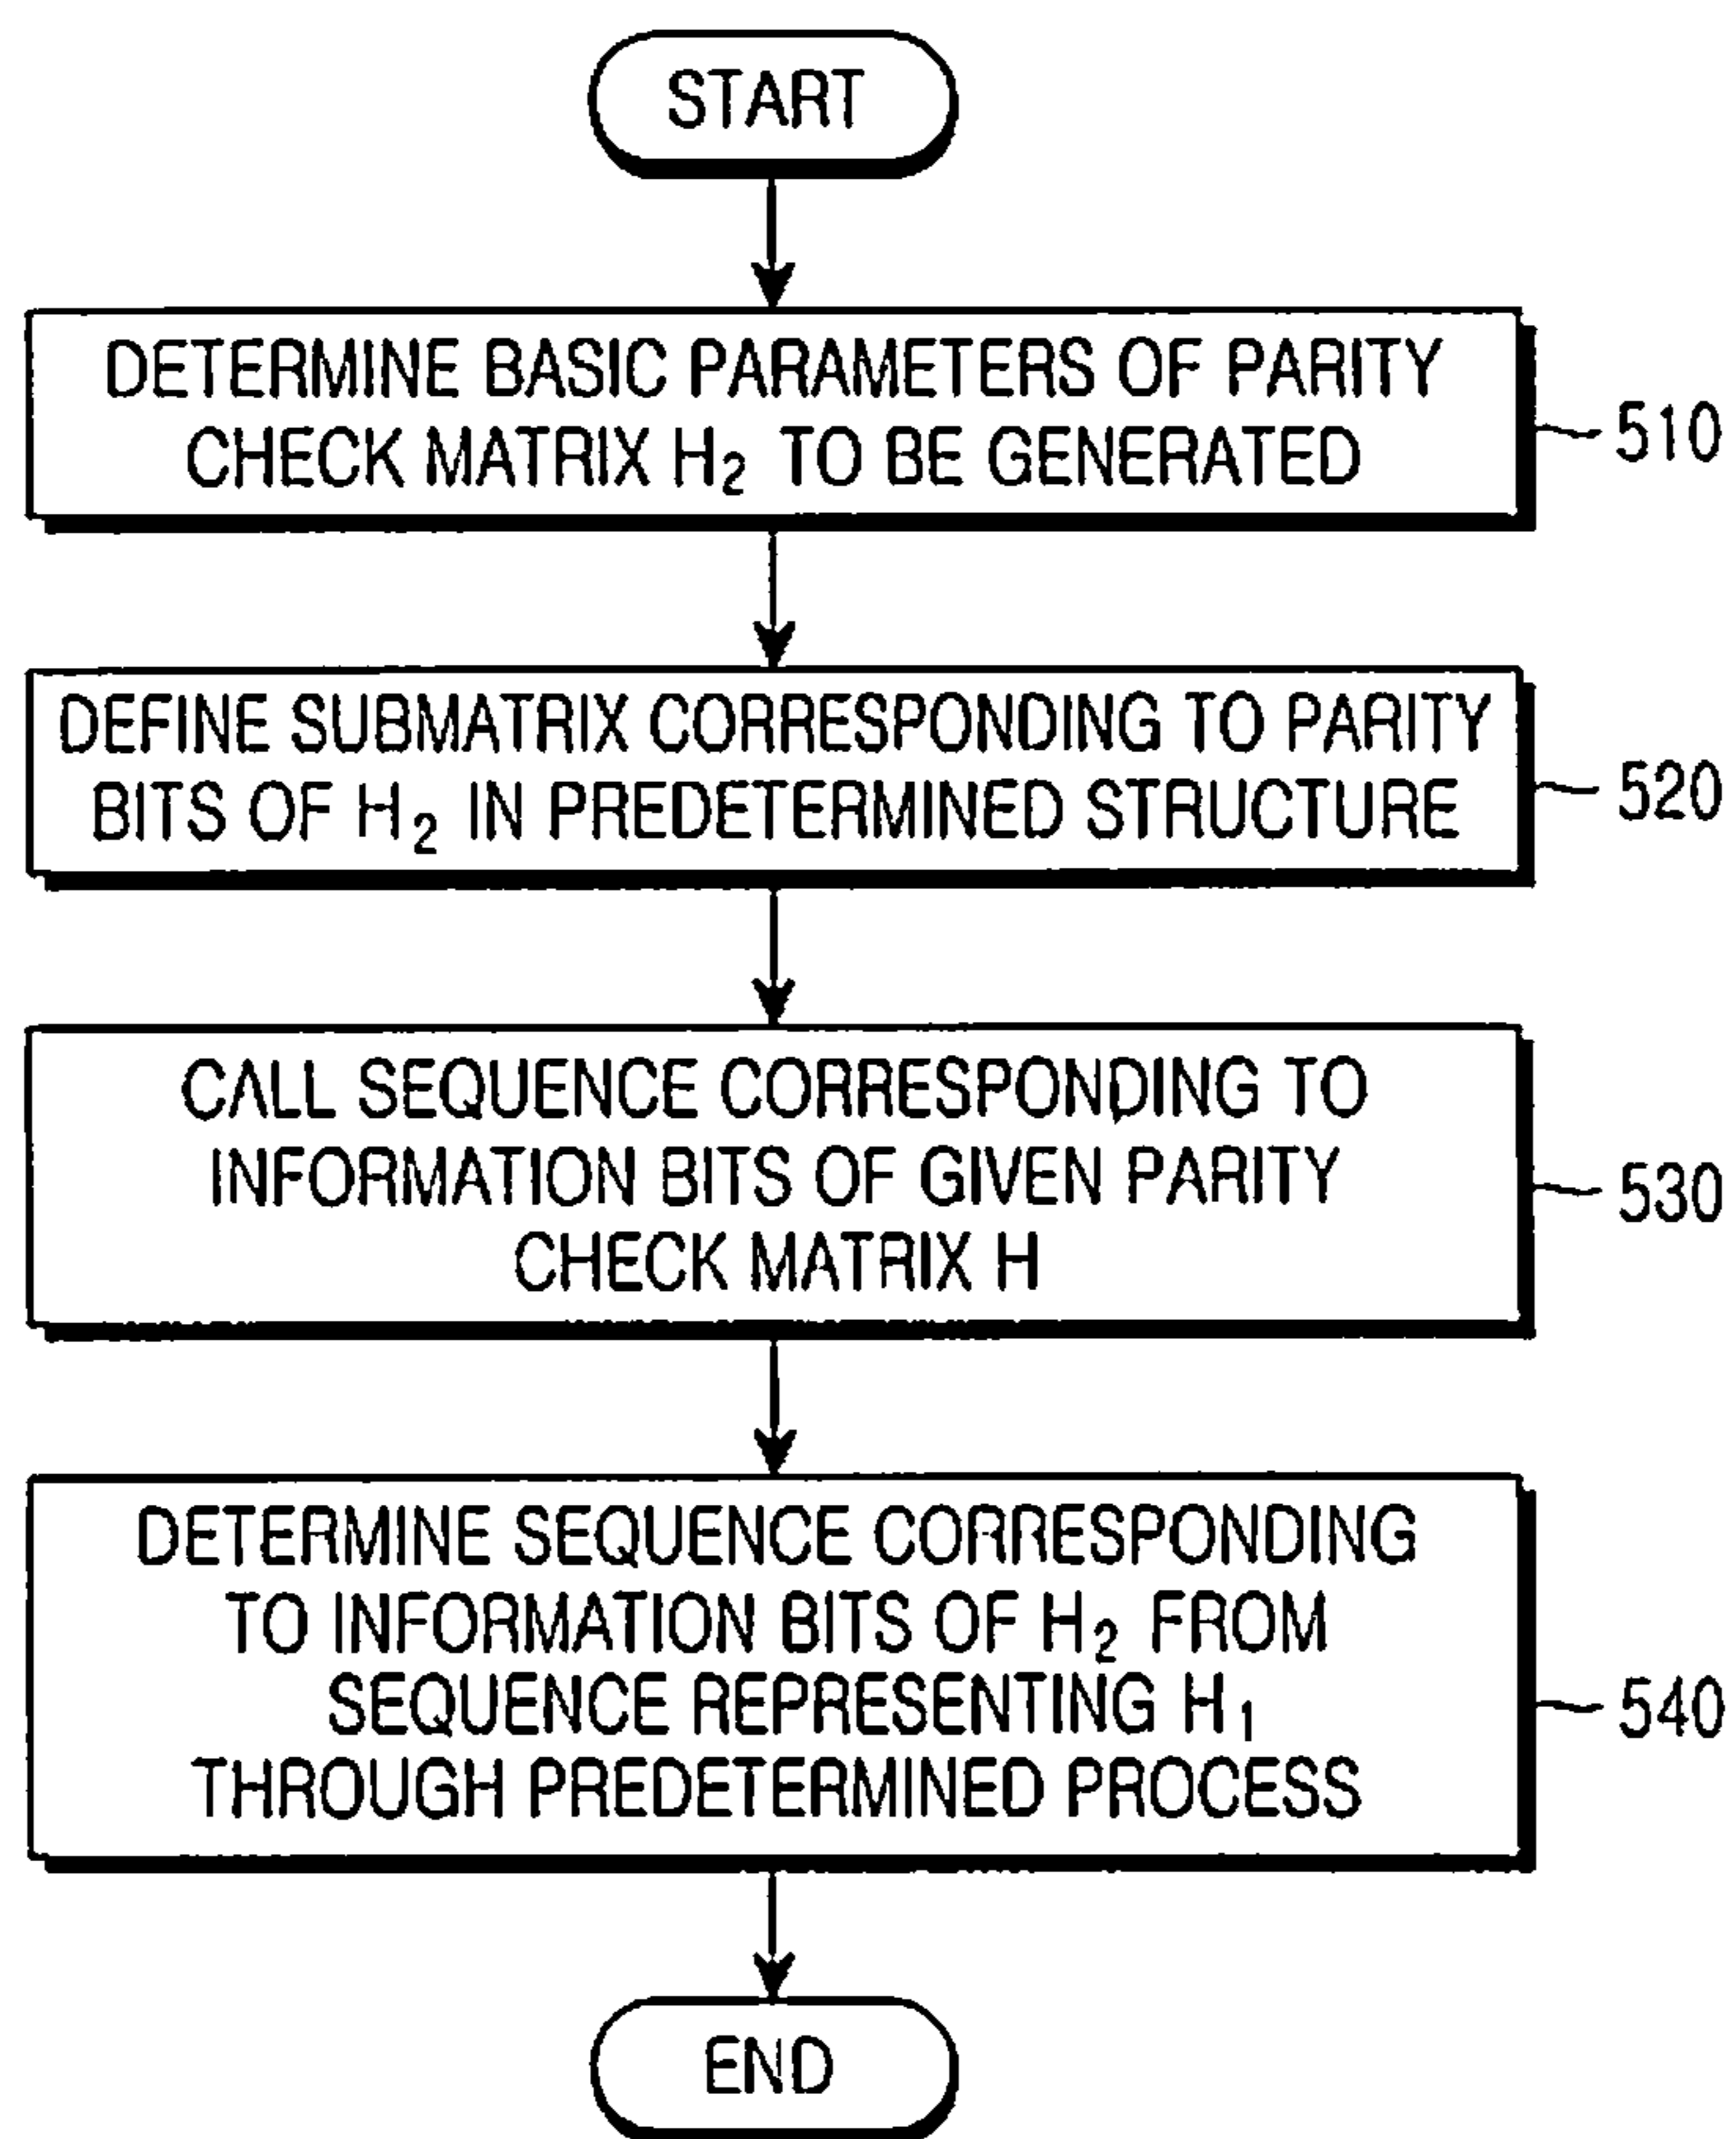 START
DETERMINE BASIC PARAMETERS OF PARITY
CHECK MATRIX H₂ TO BE GENERATED
510
DEFINE SUBMATRIX CORRESPONDING TO PARITY
BITS OF H₂ IN PREDETERMINED STRUCTURE
520
CALL SEQUENCE CORRESPONDING TO
INFORMATION BITS OF GIVEN PARITY
CHECK MATRIX H
530
DETERMINE SEQUENCE CORRESPONDING
TO INFORMATION BITS OF H₂ FROM
SEQUENCE REPRESENTING H₁
THROUGH PREDETERMINED PROCESS
540
END